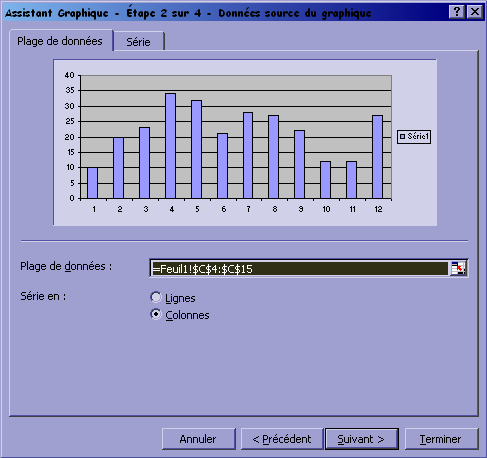 Assistant Graphique - Étape 2 sur 4 - Données source du graphique
Plage de données
Série
40
35
30
25
20
15
10
5
0
1 2 3 4 5 6 7 8 9 10 11 12
Série1
Plage de données :
=Feuil1!$C$4:$C$15
Série en :
Lignes
Colonnes
Annuler
< Précédent
Suivant >
Terminer